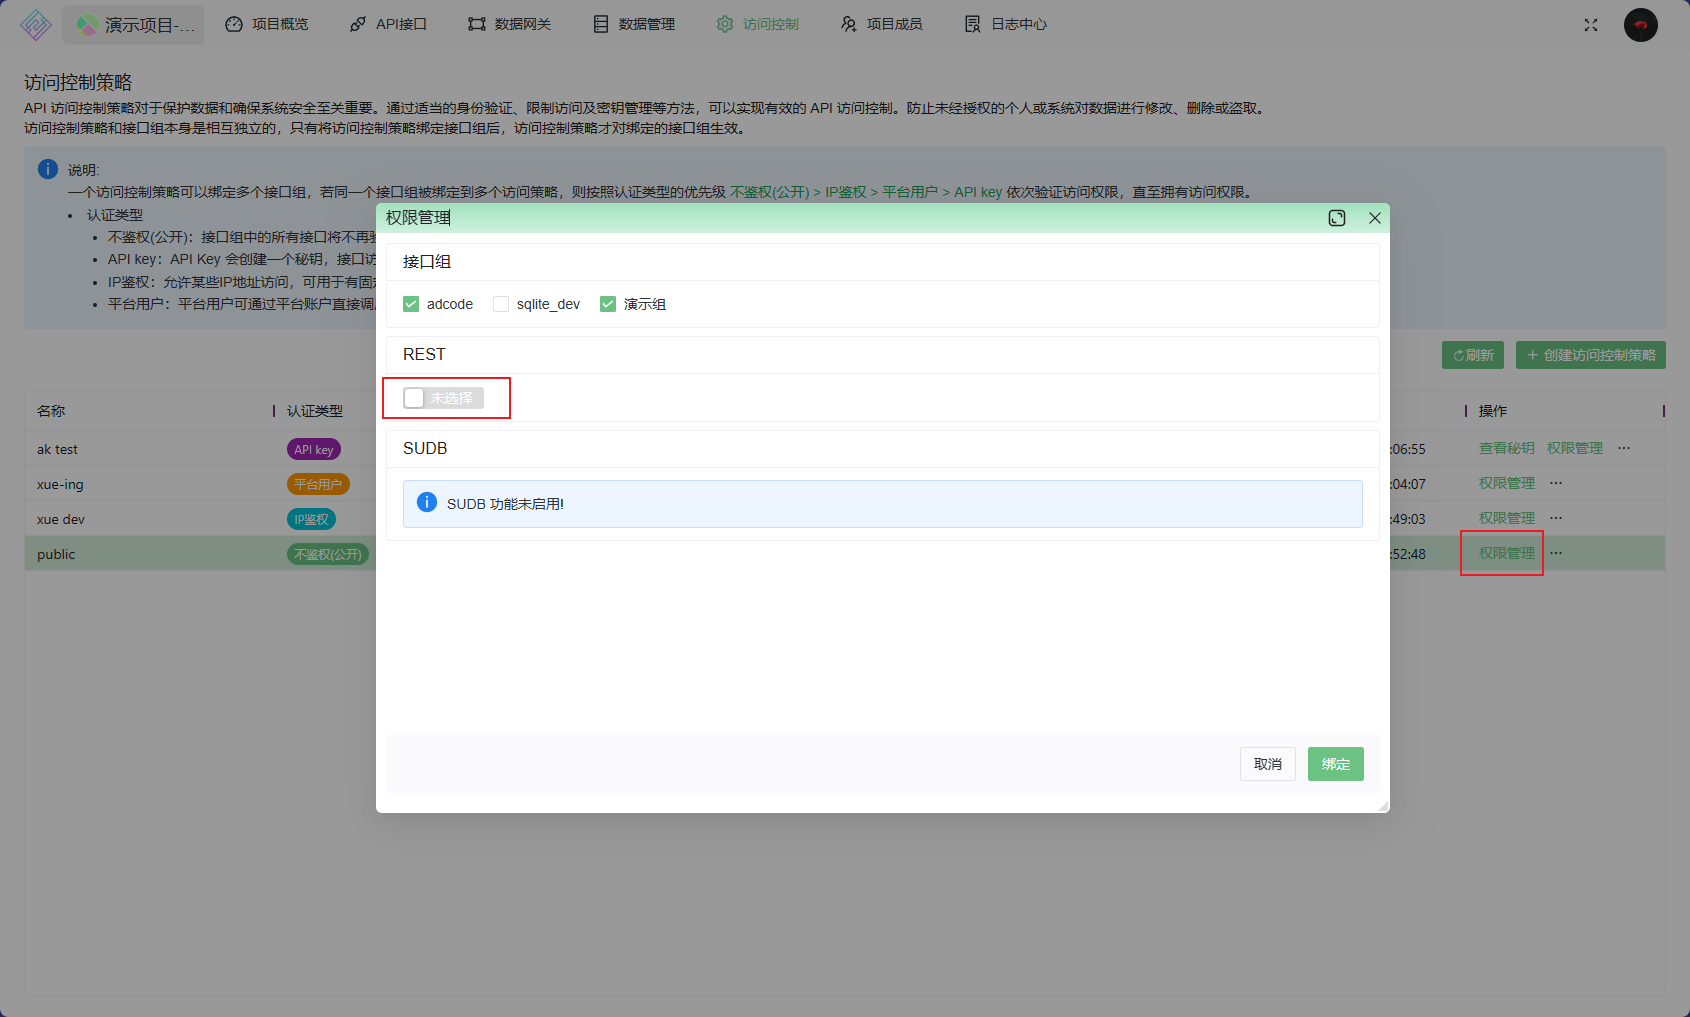 演示项目-...
项目概览
API接口
数据网关
数据管理
访问控制
项目成员
日志中心
访问控制策略
API 访问控制策略对于保护数据和确保系统安全至关重要。通过适当的身份验证、限制访问及密钥管理等方法，可以实现有效的 API 访问控制。防止未经授权的个人或系统对数据进行修改、删除或盗取。
访问控制策略和接口组本身是相互独立的，只有将访问控制策略绑定接口组后，访问控制策略才对绑定的接口组生效。
说明:
一个访问控制策略可以绑定多个接口组，若同一个接口组被绑定到多个访问策略，则按照认证类型的优先级 不鉴权(公开) > IP鉴权 > 平台用户 > API key 依次验证访问权限，直至拥有访问权限。
• 认证类型
• 不鉴权(公开)：接口组中的所有接口将不再
• API key：API Key 会创建一个秘钥，接口访
• IP鉴权：允许某些IP地址访问，可用于有固
• 平台用户：平台用户可通过平台账户直接调
刷新
+ 创建访问控制策略
名称 认证类型 操作
ak test API key :06:55 查看秘钥 权限管理 ···
xue-ing 平台用户 :04:07 权限管理 ···
xue dev IP鉴权 :49:03 权限管理 ···
public 不鉴权(公开) :52:48 权限管理 ···
权限管理
接口组
adcode sqlite_dev 演示组
REST
未选择
SUDB
SUDB 功能未启用!
取消 绑定